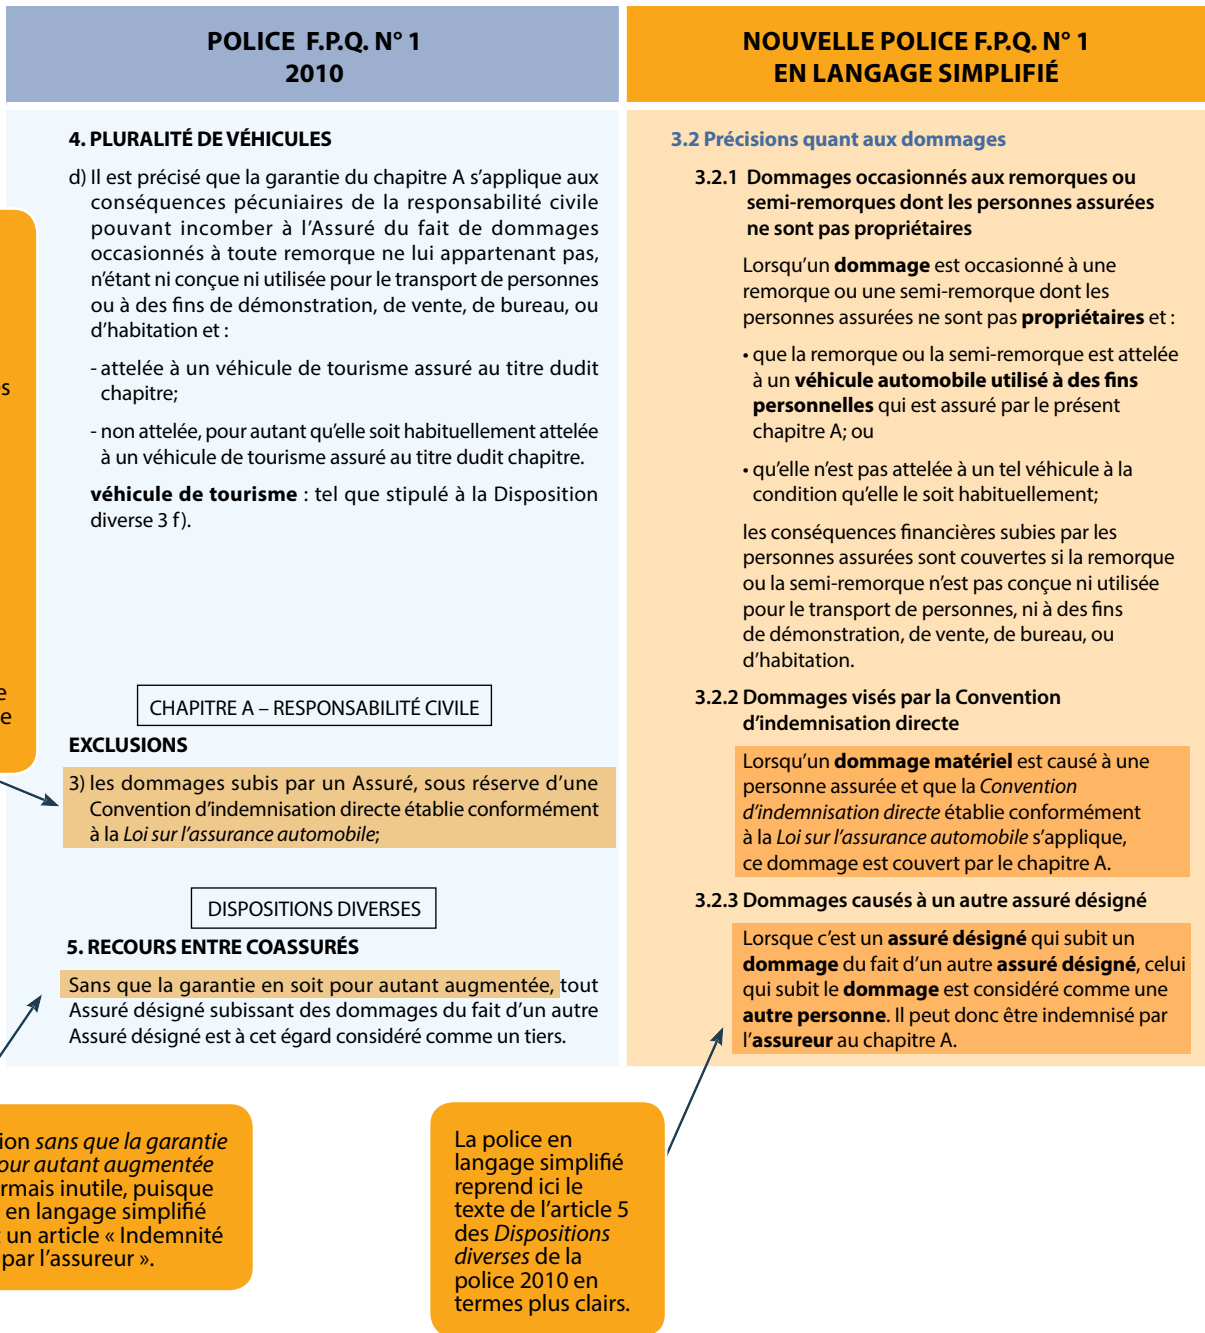 POLICE F.P.Q. N° 1
2010
4. PLURALITÉ DE VÉHICULES
d) Il est précisé que la garantie du chapitre A s’applique aux
conséquences pécuniaires de la responsabilité civile
pouvant incomber à l’Assuré du fait de dommages
occasionnés à toute remorque ne lui appartenant pas,
n’étant ni conçue ni utilisée pour le transport de personnes
ou à des fins de démonstration, de vente, de bureau, ou
d’habitation et :
- attelée à un véhicule de tourisme assuré au titre dudit
chapitre;
- non attelée, pour autant qu’elle soit habituellement attelée
à un véhicule de tourisme assuré au titre dudit chapitre.
véhicule de tourisme : tel que stipulé à la Disposition
diverse 3 f).
CHAPITRE A – RESPONSABILITÉ CIVILE
EXCLUSIONS
3) les dommages subis par un Assuré, sous réserve d’une
Convention d’indemnisation directe établie conformément
à la Loi sur l’assurance automobile;
DISPOSITIONS DIVERSES
5. RECOURS ENTRE COASSURÉS
Sans que la garantie en soit pour autant augmentée, tout
Assuré désigné subissant des dommages du fait d’un autre
Assuré désigné est à cet égard considéré comme un tiers.
NOUVELLE POLICE F.P.Q. N° 1
EN LANGAGE SIMPLIFIÉ
3.2 Précisions quant aux dommages
3.2.1 Dommages occasionnés aux remorques ou
semi-remorques dont les personnes assurées
ne sont pas propriétaires
Lorsqu’un dommage est occasionné à une
remorque ou une semi-remorque dont les
personnes assurées ne sont pas propriétaires et :
• que la remorque ou la semi-remorque est attelée
à un véhicule automobile utilisé à des fins
personnelles qui est assuré par le présent
chapitre A; ou
• qu’elle n’est pas attelée à un tel véhicule à la
condition qu’elle le soit habituellement;
les conséquences financières subies par les
personnes assurées sont couvertes si la remorque
ou la semi-remorque n’est pas conçue ni utilisée
pour le transport de personnes, ni à des fins
de démonstration, de vente, de bureau, ou
d’habitation.
3.2.2 Dommages visés par la Convention
d’indemnisation directe
Lorsqu’un dommage matériel est causé à une
personne assurée et que la Convention
d’indemnisation directe établie conformément
à la Loi sur l’assurance automobile s’applique,
ce dommage est couvert par le chapitre A.
3.2.3 Dommages causés à un autre assuré désigné
Lorsque c’est un assuré désigné qui subit un
dommage du fait d’un autre assuré désigné, celui
qui subit le dommage est considéré comme une
autre personne. Il peut donc être indemnisé par
l’assureur au chapitre A.
sans que la garantie
autant augmentée
inutile, puisque
en langage simplifié
un article « Indemnité
par l’assureur ».
La police en
langage simplifié
reprend ici le
texte de l’article 5
des Dispositions
diverses de la
police 2010 en
termes plus clairs.